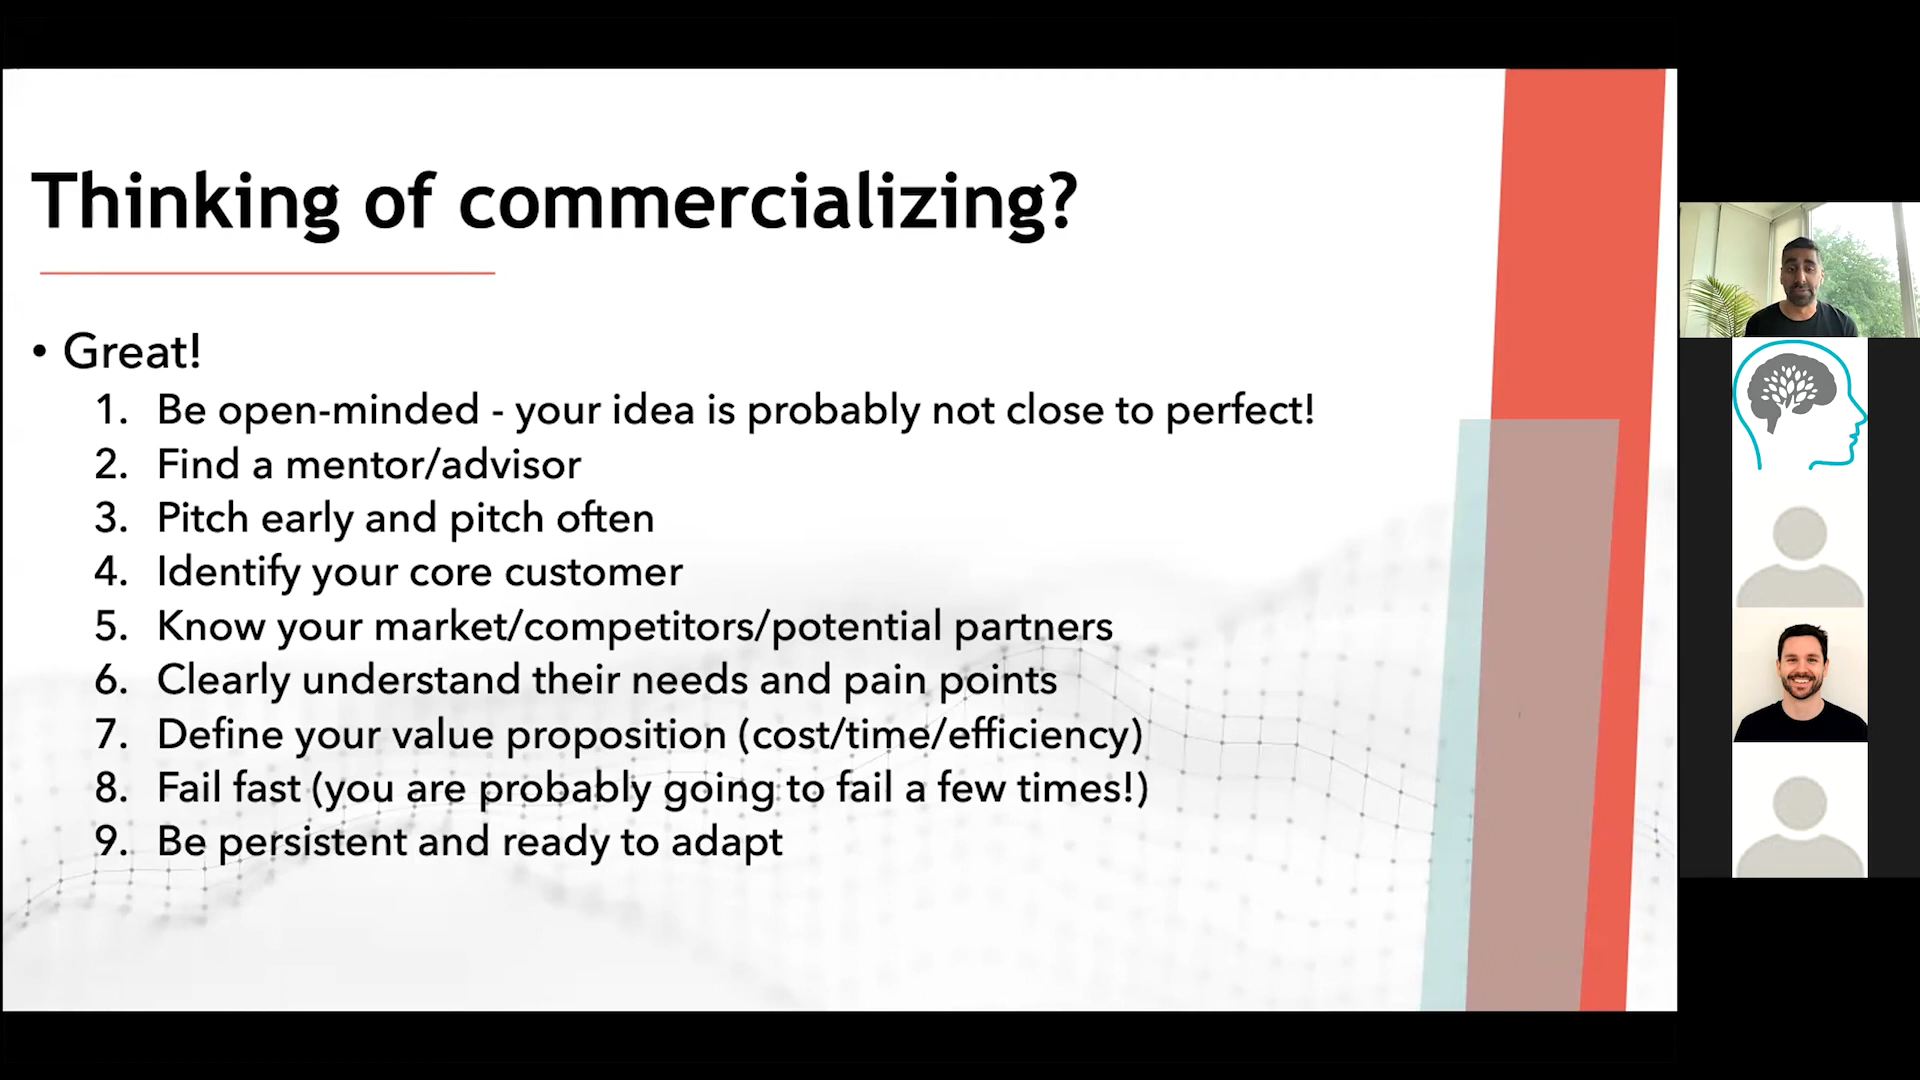 Thinking of commercializing?
• Great!
1. Be open-minded - your idea is probably not close to perfect!
2. Find a mentor/advisor
3. Pitch early and pitch often
4. Identify your core customer
5. Know your market/competitors/potential partners
6. Clearly understand their needs and pain points
7. Define your value proposition (cost/time/efficiency)
8. Fail fast (you are probably going to fail a few times!)
9. Be persistent and ready to adapt